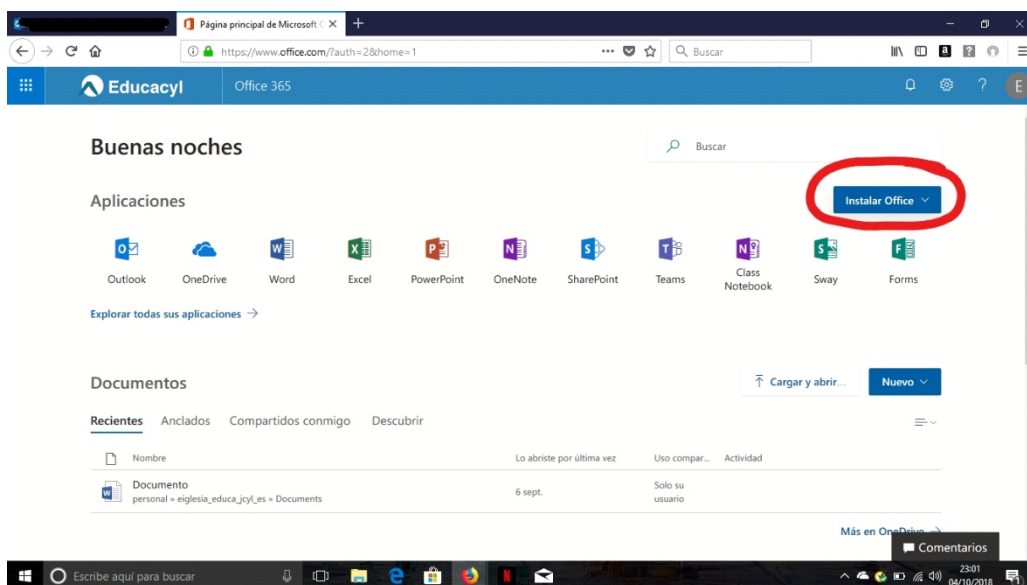 Página principal de Microsoft
https://www.office.com/?auth=2&home=1
Buscar
Educacyl
Office 365
?
E
Buenas noches
Buscar
Aplicaciones
Instalar Office
Outlook
OneDrive
Word
Excel
PowerPoint
OneNote
SharePoint
Teams
Class
Notebook
Sway
Forms
Explorar todas sus aplicaciones →
Documentos
Cargar y abrir...
Nuevo
Recientes
Anclados
Compartidos conmigo
Descubrir
Nombre
Lo abriste por última vez
Uso compar...
Actividad
Documento
personal » eiglesia_educa_jcyl_es » Documents
6 sept.
Solo su
usuario
Más en OneDrive
Comentarios
Escribe aquí para buscar
23:01
04/10/2018